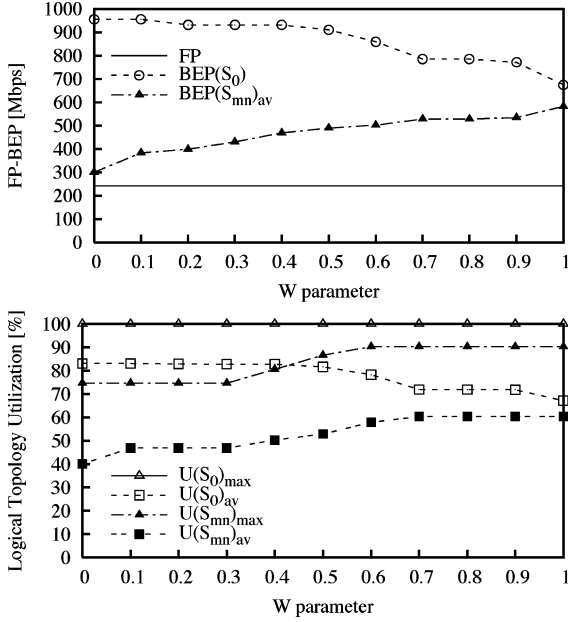 1000
900
800
700
600
500
400
300
200
100
0
FP-BEP [Mbps]
FP
BEP(S0)
BEP(Smn)av
0 0.1 0.2 0.3 0.4 0.5 0.6 0.7 0.8 0.9 1
W parameter
100
90
80
70
60
50
40
30
20
10
0
Logical Topology Utilization [%]
U(S0)max
U(S0)av
U(Smn)max
U(Smn)av
0 0.1 0.2 0.3 0.4 0.5 0.6 0.7 0.8 0.9 1
W parameter